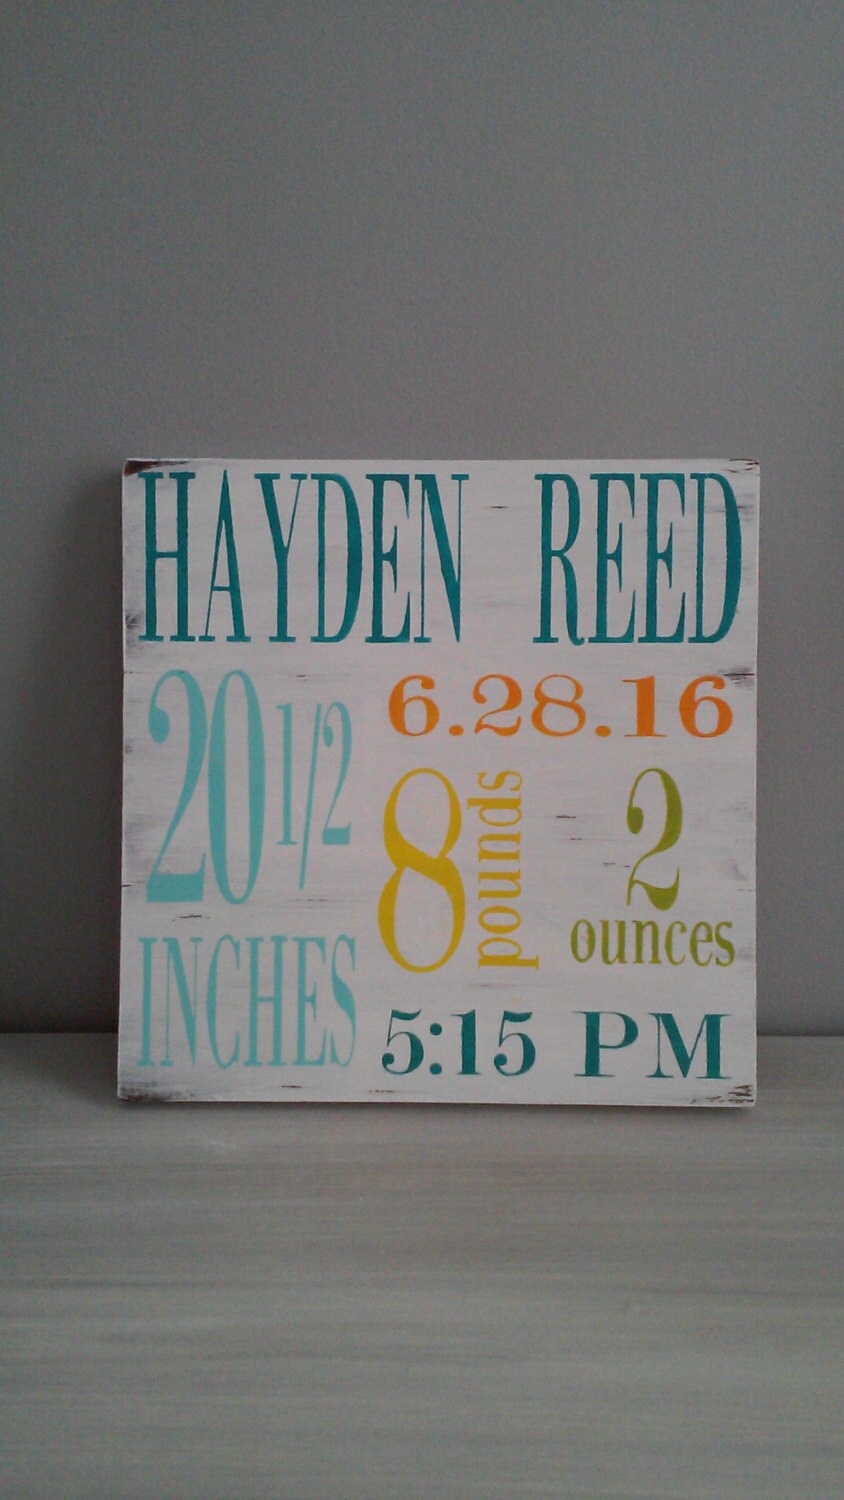 HAYDEN REED
20 1/2
INCHES
6.28.16
8 pounds
2
ounces
5:15 PM